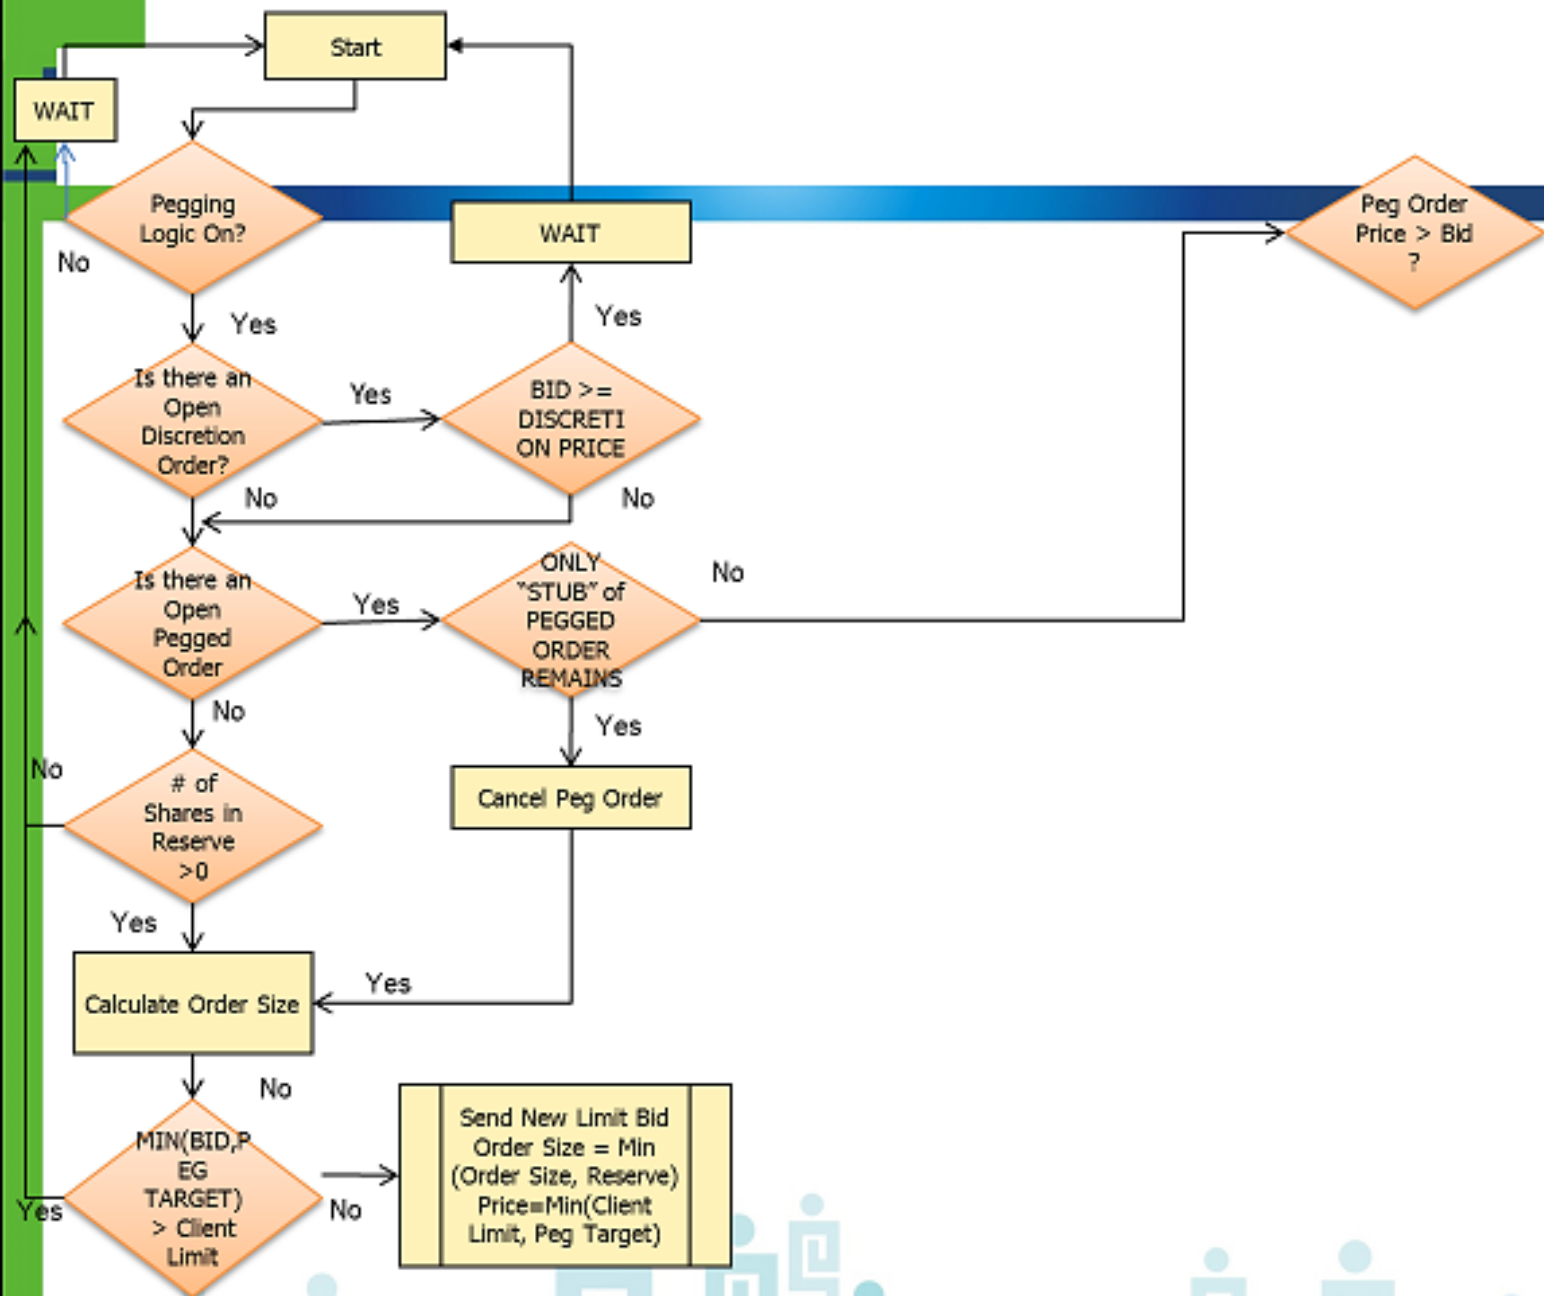 Start
WAIT
Pegging
Logic On?
No
WAIT
Peg Order
Price > Bid
?
Yes
Yes
Is there an
Open
Discretion
Order?
Yes
BID >=
DISCRETI
ON PRICE
No
No
Is there an
Open
Pegged
Order
Yes
ONLY
"STUB" of
PEGGED
ORDER
REMAINS
No
No
Yes
No
# of
Shares in
Reserve
>0
Cancel Peg Order
Yes
Calculate Order Size
Yes
No
MIN(BID,P
EG
TARGET)
> Client
Limit
Yes
No
Send New Limit Bid
Order Size = Min
(Order Size, Reserve)
Price=Min(Client
Limit, Peg Target)